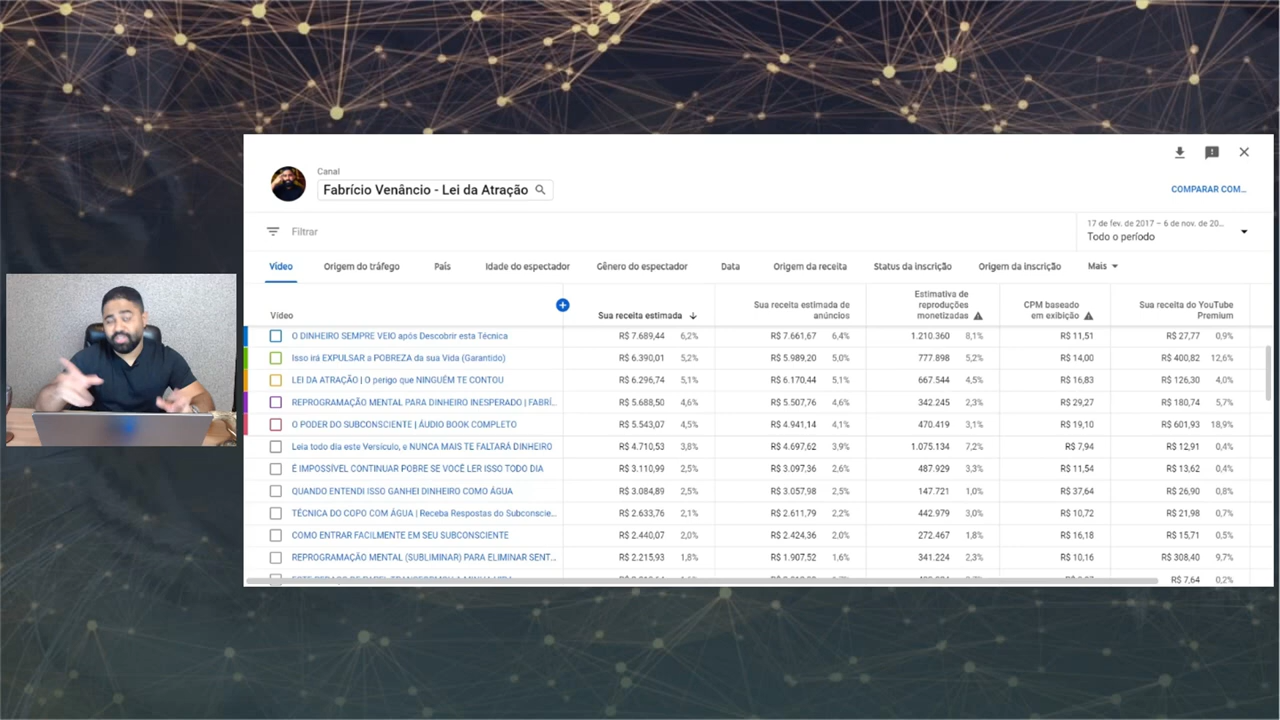 Canal
Fabrício Venâncio - Lei da Atração
COMPARAR COM...
Filtrar
17 de fev. de 2017 – 6 de nov. de 20...
Todo o período
Vídeo Origem do tráfego País Idade do espectador Gênero do espectador Data Origem da receita Status da inscrição Origem da inscrição Mais
Vídeo Sua receita estimada Sua receita estimada de anúncios Estimativa de reproduções monetizadas CPM baseado em exibição Sua receita do YouTube Premium
O DINHEIRO SEMPRE VEIO após Descobrir esta Técnica R$ 7.689,44 6,2% R$ 7.661,67 6,4% 1.210.360 8,1% R$ 11,51 R$ 27,77 0,9%
Isso irá EXPULSAR a POBREZA da sua Vida (Garantido) R$ 6.390,01 5,2% R$ 5.989,20 5,0% 777.898 5,2% R$ 14,00 R$ 400,82 12,6%
LEI DA ATRAÇÃO | O perigo que NINGUÉM TE CONTOU R$ 6.296,74 5,1% R$ 6.170,44 5,1% 667.544 4,5% R$ 16,83 R$ 126,30 4,0%
REPROGRAMAÇÃO MENTAL PARA DINHEIRO INESPERADO | FABRÍ... R$ 5.688,50 4,6% R$ 5.507,76 4,6% 342.245 2,3% R$ 29,27 R$ 180,74 5,7%
O PODER DO SUBCONSCIENTE | ÁUDIO BOOK COMPLETO R$ 5.543,07 4,5% R$ 4.941,14 4,1% 470.419 3,1% R$ 19,10 R$ 601,93 18,9%
Leia todo dia este Versículo, e NUNCA MAIS TE FALTARÁ DINHEIRO R$ 4.710,53 3,8% R$ 4.697,62 3,9% 1.075.134 7,2% R$ 7,94 R$ 12,91 0,4%
É IMPOSSÍVEL CONTINUAR POBRE SE VOCÊ LER ISSO TODO DIA R$ 3.110,99 2,5% R$ 3.097,36 2,6% 487.929 3,3% R$ 11,54 R$ 13,62 0,4%
QUANDO ENTENDI ISSO GANHEI DINHEIRO COMO ÁGUA R$ 3.084,89 2,5% R$ 3.057,98 2,5% 147.721 1,0% R$ 37,64 R$ 26,90 0,8%
TÉCNICA DO COPO COM ÁGUA | Receba Respostas do Subconscie... R$ 2.633,76 2,1% R$ 2.611,79 2,2% 442.979 3,0% R$ 10,72 R$ 21,98 0,7%
COMO ENTRAR FACILMENTE EM SEU SUBCONSCIENTE R$ 2.440,07 2,0% R$ 2.424,36 2,0% 272.467 1,8% R$ 16,18 R$ 15,71 0,5%
REPROGRAMAÇÃO MENTAL (SUBLIMINAR) PARA ELIMINAR SENT... R$ 2.215,93 1,8% R$ 1.907,52 1,6% 341.224 2,3% R$ 10,16 R$ 308,40 9,7%
R$ 7,64 0,2%